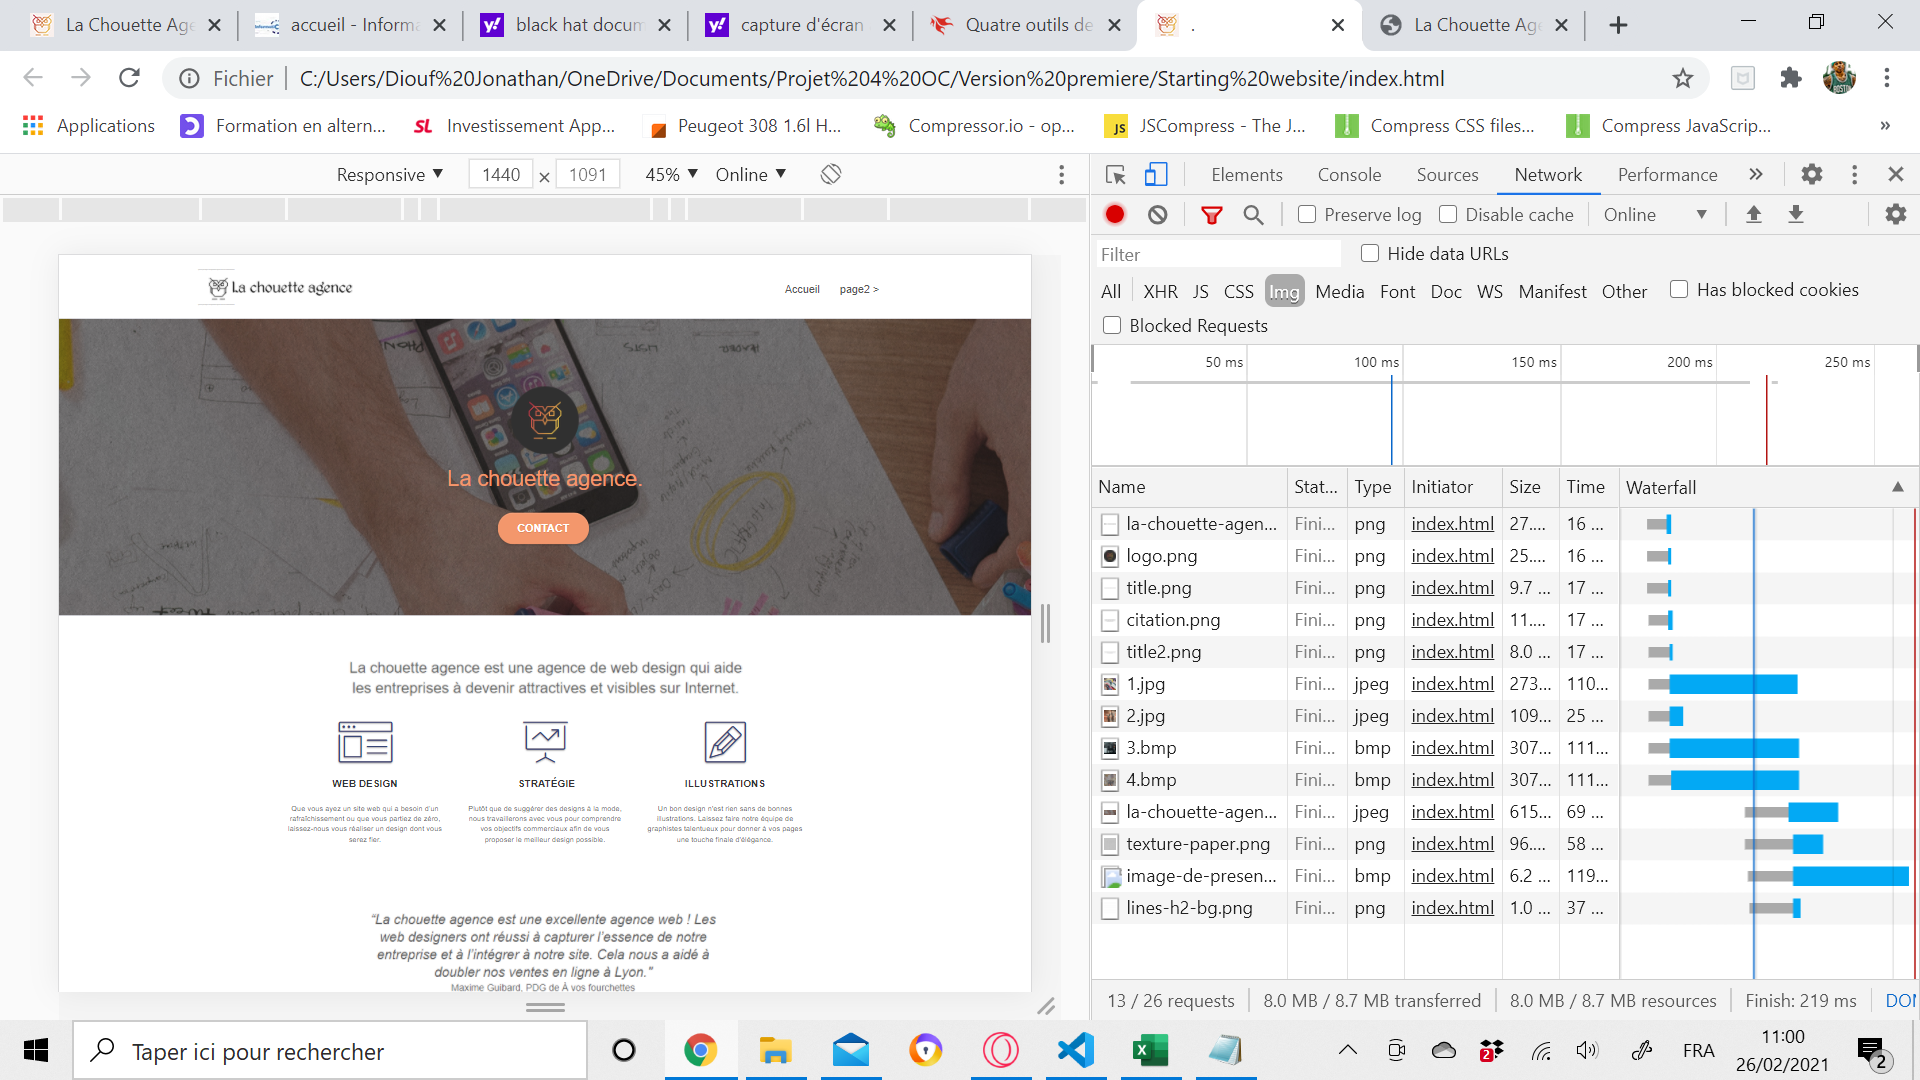 La Chouette Age
accueil - Informa
black hat docum
capture d'écran
Quatre outils de
.
La Chouette Age
Fichier
C:/Users/Diouf%20Jonathan/OneDrive/Documents/Projet%204%20OC/Version%20premiere/Starting%20website/index.html
Applications
Formation en altern...
SL Investissement App...
Peugeot 308 1.6l H...
Compressor.io - op...
JS JSCompress - The J...
Compress CSS files...
Compress JavaScrip...
»
Responsive
1440 × 1091
45%
Online
Elements
Console
Sources
Network
Performance
»
Preserve log
Disable cache
Online
Filter
Hide data URLs
All XHR JS CSS Img Media Font Doc WS Manifest Other
Has blocked cookies
Blocked Requests
50 ms 100 ms 150 ms 200 ms 250 ms
Name Stat... Type Initiator Size Time Waterfall
la-chouette-agen... Fini... png index.html 27.... 16 ...
logo.png Fini... png index.html 25.... 16 ...
title.png Fini... png index.html 9.7 ... 17 ...
citation.png Fini... png index.html 11.... 17 ...
title2.png Fini... png index.html 8.0 ... 17 ...
1.jpg Fini... jpeg index.html 273... 110...
2.jpg Fini... jpeg index.html 109... 25 ...
3.bmp Fini... bmp index.html 307... 111...
4.bmp Fini... bmp index.html 307... 111...
la-chouette-agen... Fini... jpeg index.html 615... 69 ...
texture-paper.png Fini... png index.html 96.... 58 ...
image-de-presen... Fini... bmp index.html 6.2 ... 119...
lines-h2-bg.png Fini... png index.html 1.0 ... 37 ...
13 / 26 requests
8.0 MB / 8.7 MB transferred
8.0 MB / 8.7 MB resources
Finish: 219 ms
La chouette agence
Accueil
page2 >
La chouette agence.
CONTACT
La chouette agence est une agence de web design qui aide
les entreprises à devenir attractives et visibles sur Internet.
WEB DESIGN
Que vous ayez un site web qui a besoin d'un
rafraîchissement ou que vous partiez de zéro,
laissez-nous vous réaliser un design dont vous
serez fier.
STRATÉGIE
Plutôt que de suggérer des designs à la mode,
nous travaillerons avec vous pour comprendre
vos objectifs commerciaux afin de vous
proposer le meilleur design possible.
ILLUSTRATIONS
Un bon design n'est rien sans de bonnes
illustrations. Laissez faire notre équipe de
graphistes talentueux pour donner à vos pages
une touche finale d'élégance.
“La chouette agence est une excellente agence web ! Les
web designers ont réussi à capturer l'essence de notre
entreprise et à l'intégrer à notre site. Cela nous a aidé à
doubler nos ventes en ligne à Lyon."
Maxime Guibard, PDG de À vos fourchettes
Taper ici pour rechercher
2
FRA
11:00
26/02/2021
2